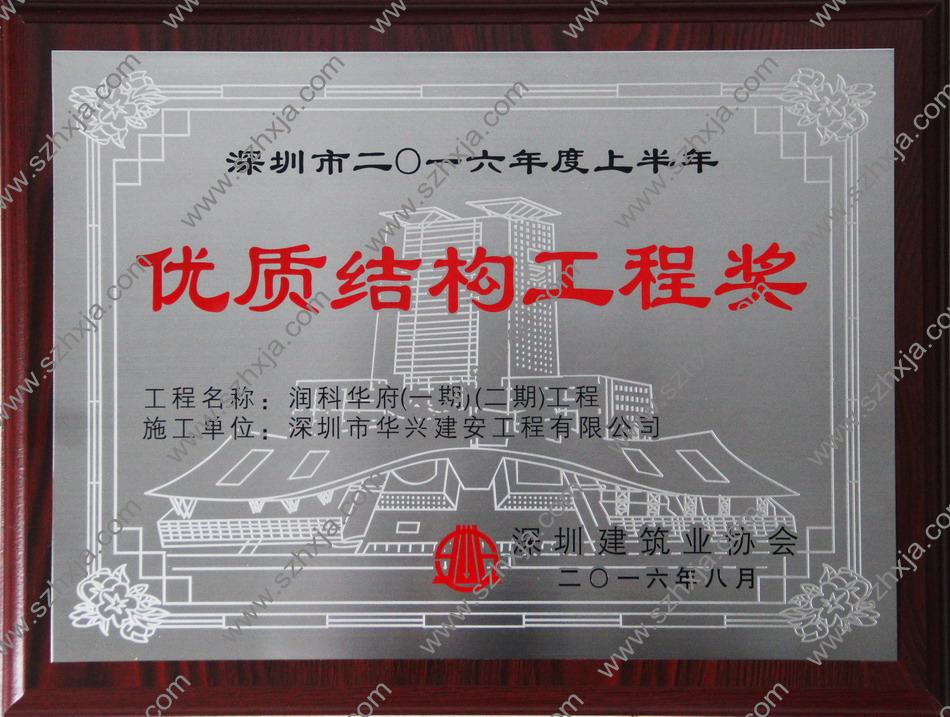 深圳市二〇一六年度上半年
优质结构工程奖
工程名称：润科华府(一期)(二期)工程
施工单位：深圳市华兴建安工程有限公司
深圳建筑业协会
二〇一六年八月
www.szhxja.com